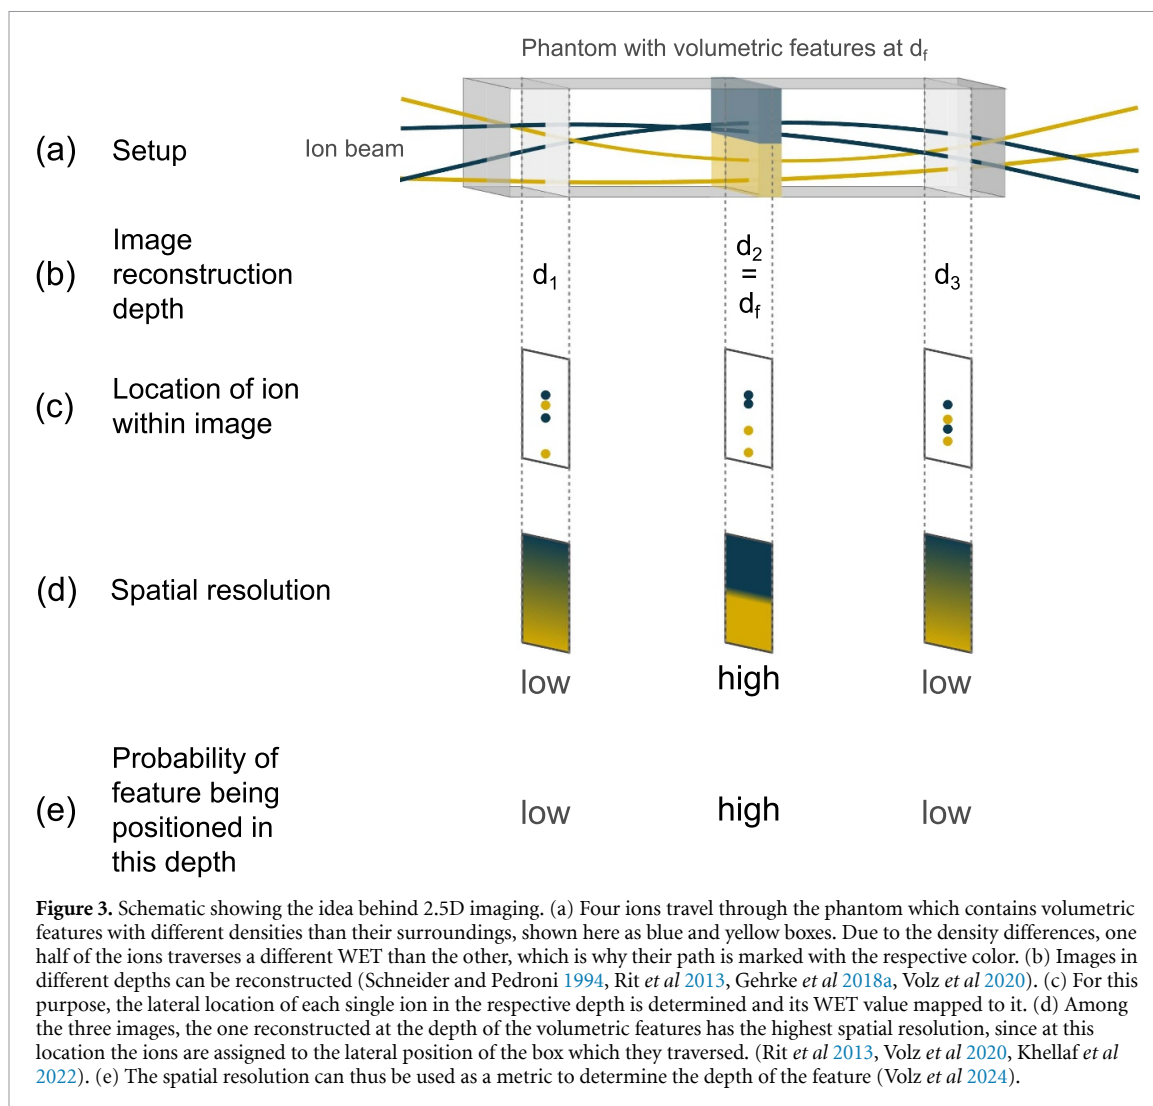 Phantom with volumetric features at df
(a) Setup
Ion beam
(b) Image
reconstruction
depth
d1
d2
=
df
d3
(c) Location of ion
within image
(d) Spatial resolution
low
high
low
(e) Probability of
feature being
positioned in
this depth
low
high
low
Figure 3. Schematic showing the idea behind 2.5D imaging. (a) Four ions travel through the phantom which contains volumetric
features with different densities than their surroundings, shown here as blue and yellow boxes. Due to the density differences, one
half of the ions traverses a different WET than the other, which is why their path is marked with the respective color. (b) Images in
different depths can be reconstructed (Schneider and Pedroni 1994, Rit et al 2013, Gehrke et al 2018a, Volz et al 2020). (c) For this
purpose, the lateral location of each single ion in the respective depth is determined and its WET value mapped to it. (d) Among
the three images, the one reconstructed at the depth of the volumetric features has the highest spatial resolution, since at this
location the ions are assigned to the lateral position of the box which they traversed. (Rit et al 2013, Volz et al 2020, Khellaf et al
2022). (e) The spatial resolution can thus be used as a metric to determine the depth of the feature (Volz et al 2024).